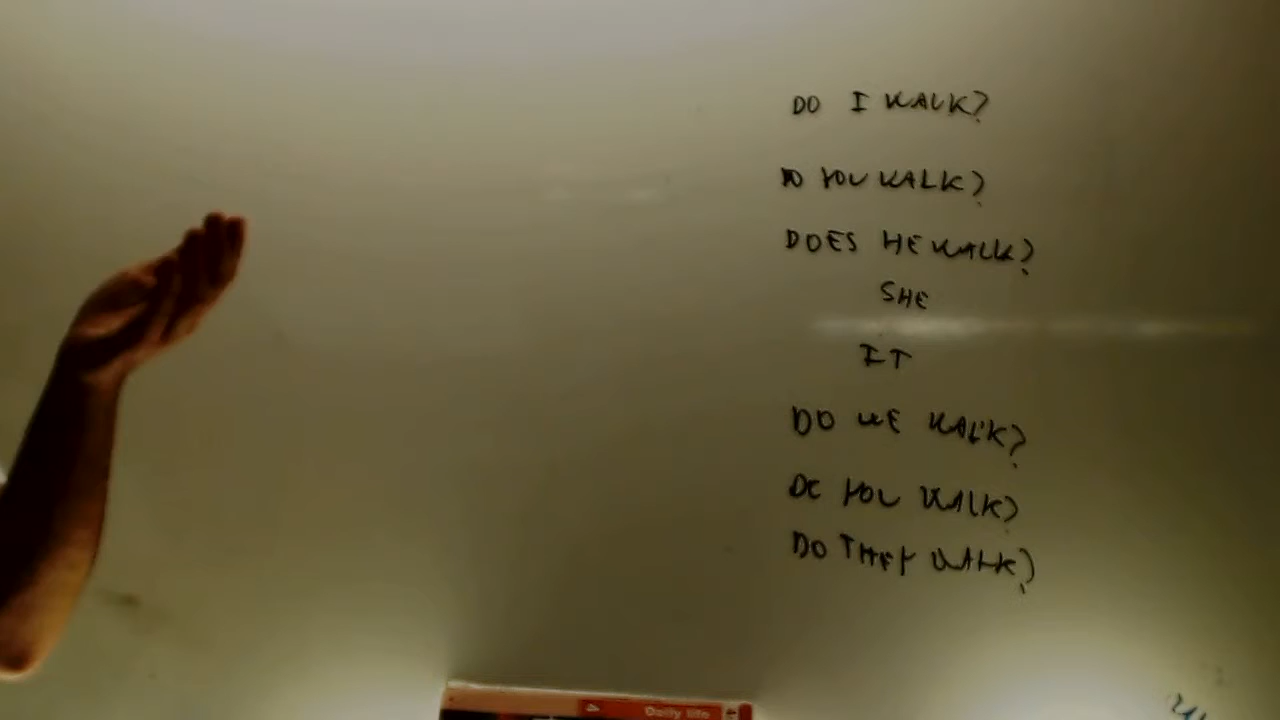 DO I WALK?
DO YOU WALK?
DOES HE WALK?
SHE
IT
DO WE WALK?
DO YOU WALK?
DO THEY WALK?
Daily life